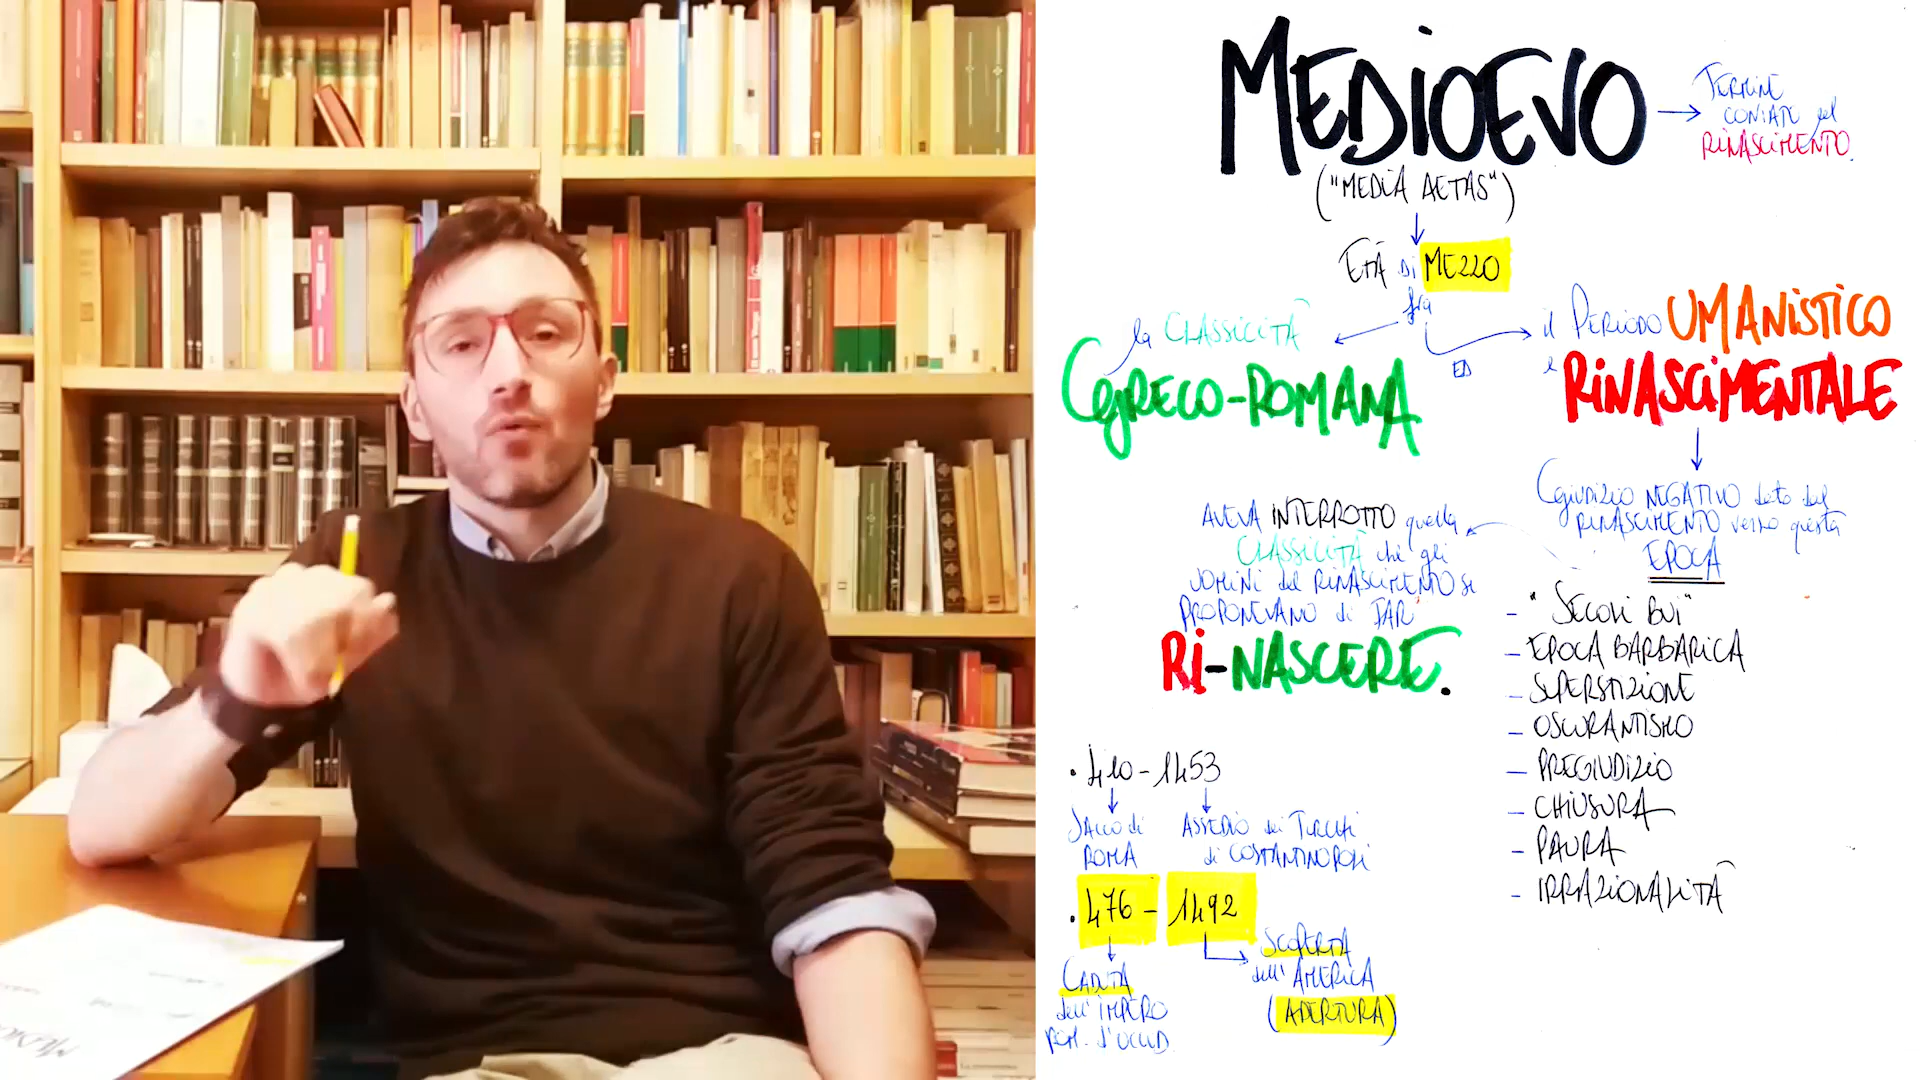 MEDIOEVO
TERMINE
CONIATO nel
RINASCIMENTO.
("MEDIA AETAS")
ETÀ DI MEZZO
fra
la CLASSICITÀ
GRECO-ROMANA
ED
il PERIODO UMANISTICO
e RINASCIMENTALE
GIUDIZIO NEGATIVO dato dal
RINASCIMENTO verso questa
EPOCA
AVEVA INTERROTTO quella
CLASSICITÀ che gli
UOMINI del RINASCIMENTO si
PROPONEVANO di FAR
RI-NASCERE.
- "SECOLI BUI"
- EPOCA BARBARICA
- SUPERSTIZIONE
- OSCURANTISMO
- PREGIUDIZIO
- CHIUSURA
- PAURA
- IRRAZIONALITÀ
• 410 - 1453
SACCO di
ROMA
ASSEDIO dei TURCHI
di COSTANTINOPOLI
• 476 - 1492
CADUTA
dell'IMPERO
ROM. d'OCCID.
SCOPERTA
dell'AMERICA
(APERTURA)